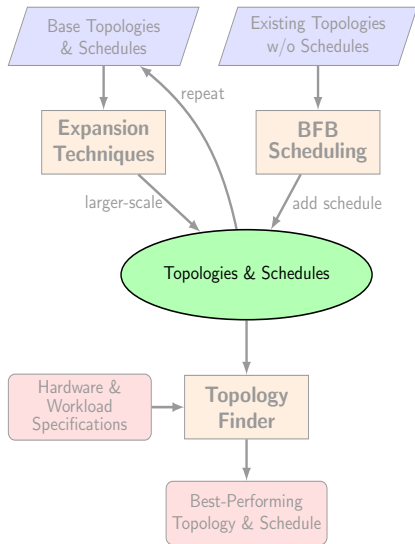 Base Topologies
& Schedules
Existing Topologies
w/o Schedules
repeat
Expansion
Techniques
BFB
Scheduling
larger-scale
add schedule
Topologies & Schedules
Hardware &
Workload
Specifications
Topology
Finder
Best-Performing
Topology & Schedule